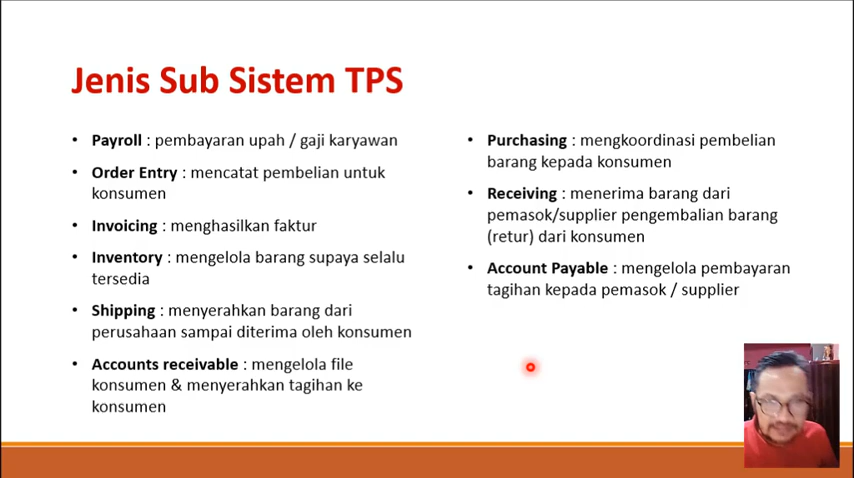 Jenis Sub Sistem TPS
• Payroll : pembayaran upah / gaji karyawan
• Order Entry : mencatat pembelian untuk
konsumen
• Invoicing : menghasilkan faktur
• Inventory : mengelola barang supaya selalu
tersedia
• Shipping : menyerahkan barang dari
perusahaan sampai diterima oleh konsumen
• Accounts receivable : mengelola file
konsumen & menyerahkan tagihan ke
konsumen
• Purchasing : mengkoordinasi pembelian
barang kepada konsumen
• Receiving : menerima barang dari
pemasok/supplier pengembalian barang
(retur) dari konsumen
• Account Payable : mengelola pembayaran
tagihan kepada pemasok / supplier